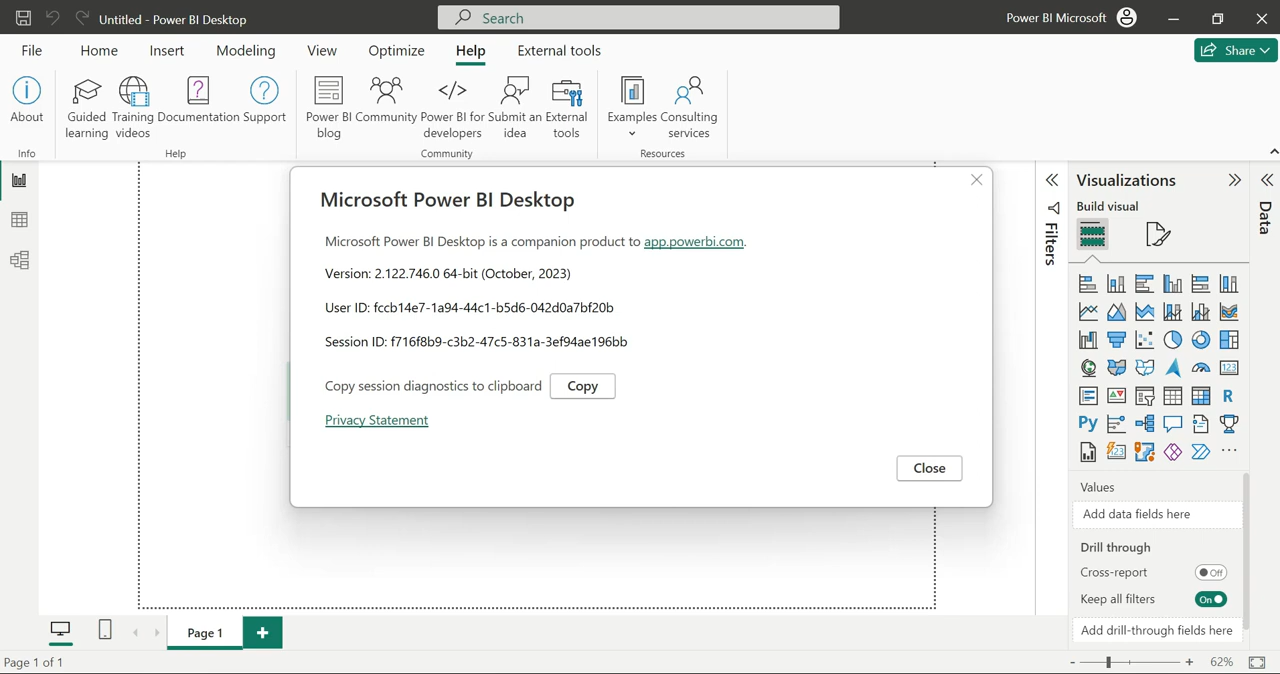 Untitled - Power BI Desktop
Search
Power BI Microsoft
File Home Insert Modeling View Optimize Help External tools
Share
About
Guided learning
Training videos
Documentation
Support
Power BI blog
Community
Power BI for developers
Submit an idea
External tools
Examples
Consulting services
Info
Help
Community
Resources
Microsoft Power BI Desktop
Microsoft Power BI Desktop is a companion product to app.powerbi.com.
Version: 2.122.746.0 64-bit (October, 2023)
User ID: fccb14e7-1a94-44c1-b5d6-042d0a7bf20b
Session ID: f716f8b9-c3b2-47c5-831a-3ef94ae196bb
Copy session diagnostics to clipboard Copy
Privacy Statement
Close
Filters
Visualizations
Build visual
123
R
Py
123
Values
Add data fields here
Drill through
Cross-report Off
Keep all filters On
Add drill-through fields here
Data
Page 1
Page 1 of 1
- + 62%